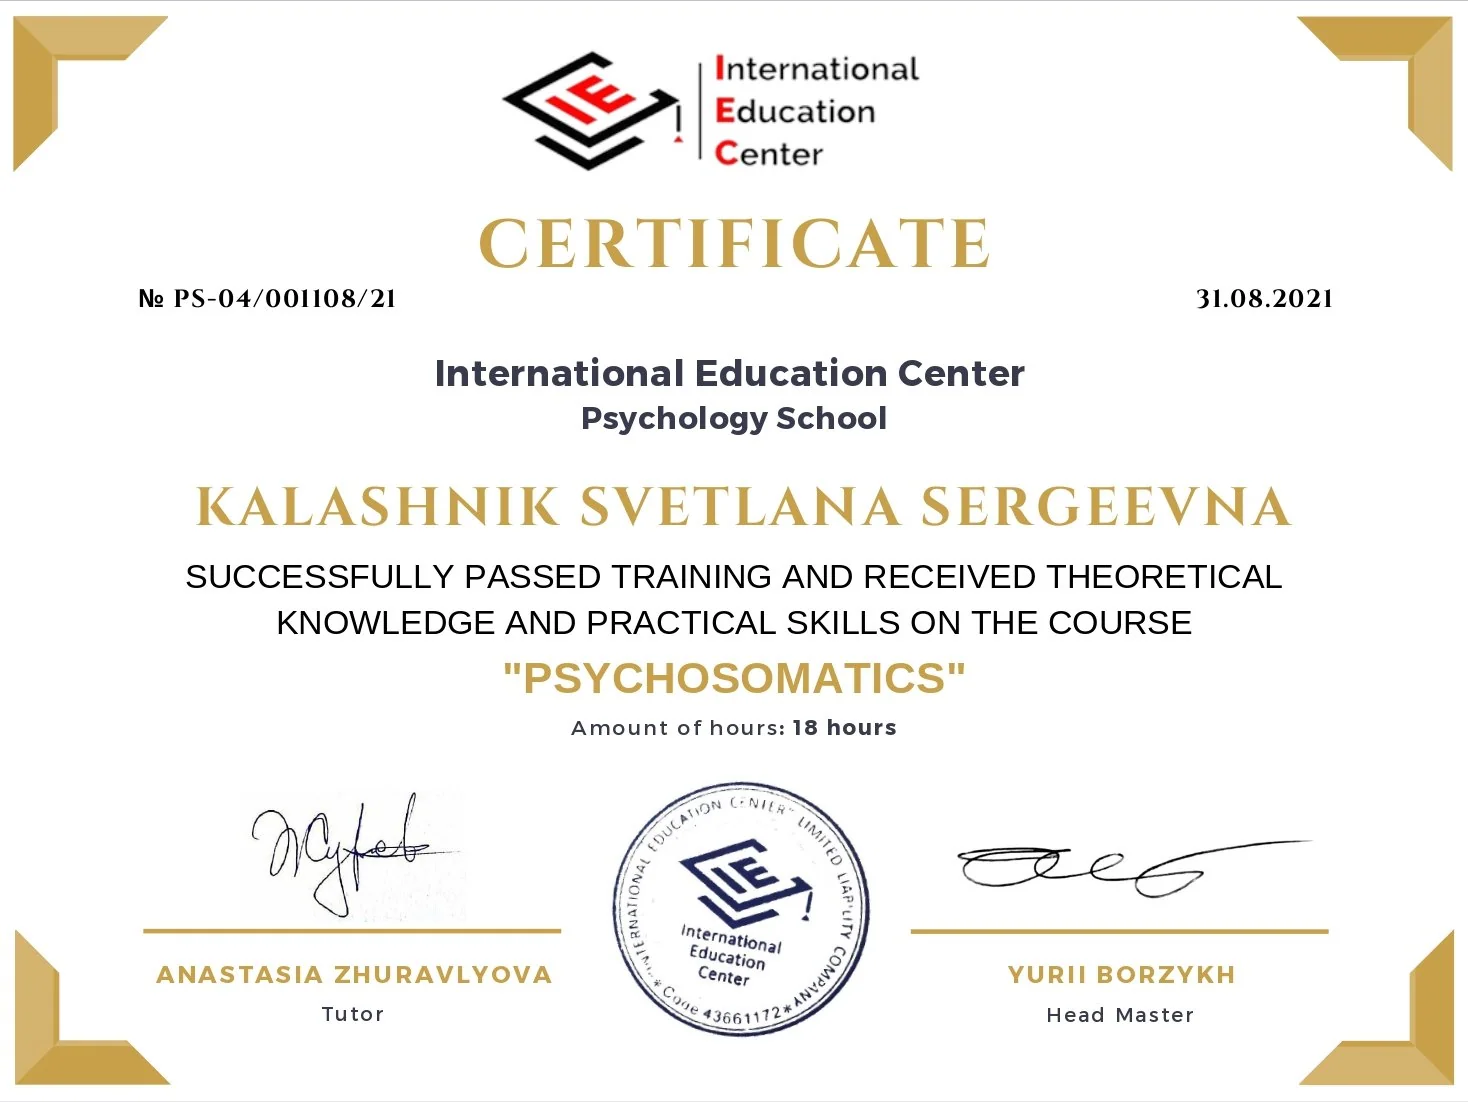 IE
International
Education
Center
CERTIFICATE
№ PS-04/001108/21
31.08.2021
International Education Center
Psychology School
KALASHNIK SVETLANA SERGEEVNA
SUCCESSFULLY PASSED TRAINING AND RECEIVED THEORETICAL
KNOWLEDGE AND PRACTICAL SKILLS ON THE COURSE
"PSYCHOSOMATICS"
Amount of hours: 18 hours
"INTERNATIONAL EDUCATION CENTER" LIMITED LIABILITY COMPANY
* Code 43661172 *
IE
International
Education
Center
ANASTASIA ZHURAVLYOVA
Tutor
YURII BORZYKH
Head Master